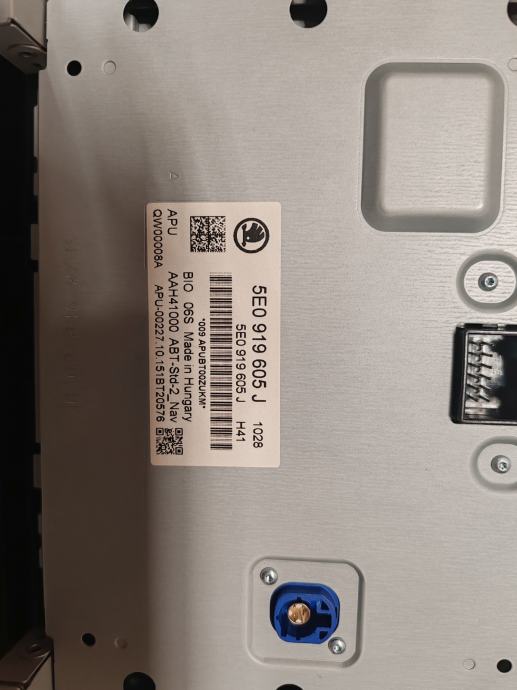 5E0 919 605 J 1028
5E0 919 605 J H41
*009 APUBT00ZUKM*
BIO 06S Made in Hungary
APU AAH41000 ABT-Std-2_Nav
QW00008A APU-00227.10.151BT20576